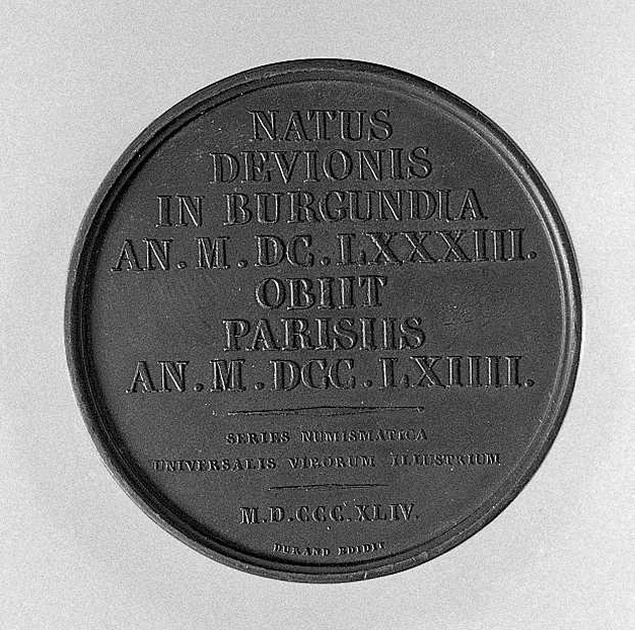 NATUS
DEVIONIS
IN BURGUNDIA
AN. M. DC. LXXXIII.
OBIIT
PARISIIS
AN. M. DCC. LXIIII.
SERIES NUMISMATICA
UNIVERSALIS VIRORUM ILLUSTRIUM
M.D.CCC.XLIV.
DURAND EDIDIT